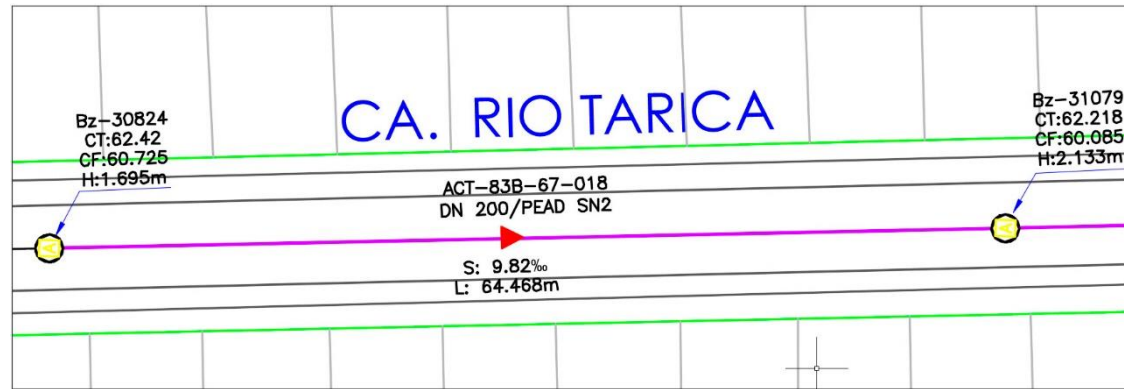 CA. RIO TARICA
Bz-30824
CT:62.42
CF:60.725
H:1.695m
ACT-83B-67-018
DN 200/PEAD SN2
S: 9.82‰
L: 64.468m
Bz-31079
CT:62.218
CF:60.085
H:2.133m